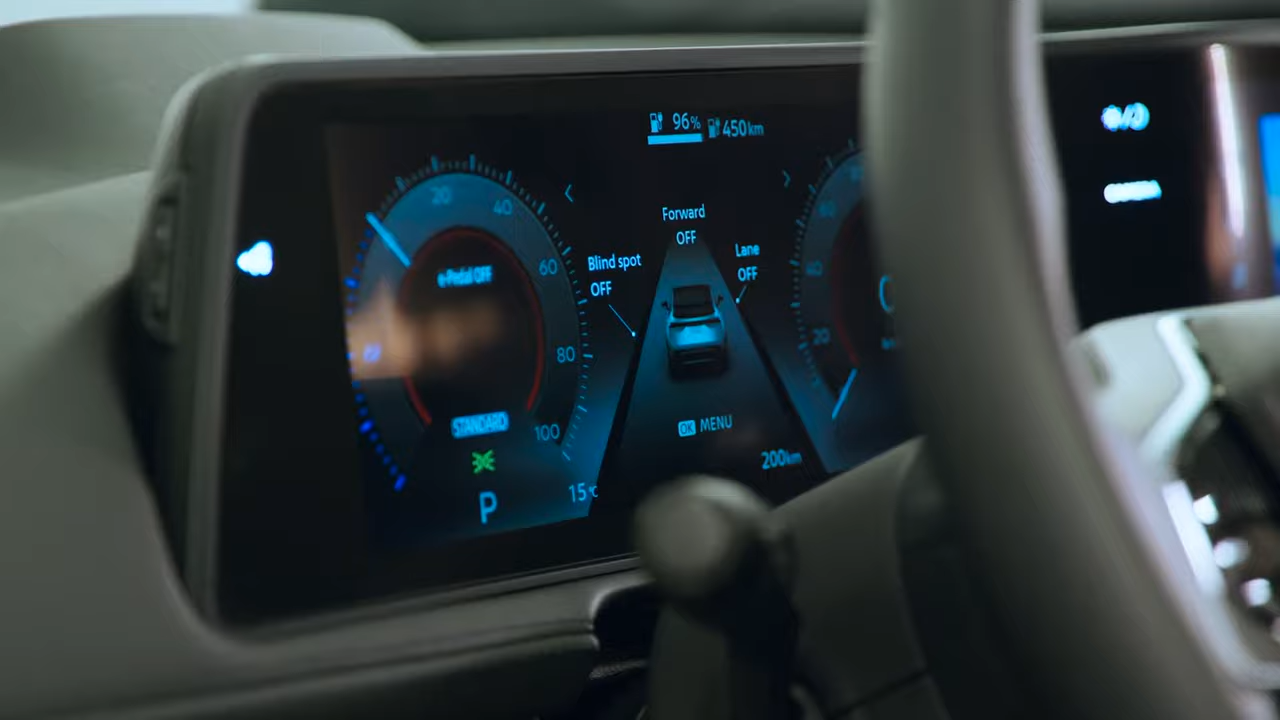 96% 450km
20
40
60
80
100
e-Pedal OFF
Forward
OFF
Blind spot
OFF
Lane
OFF
60
40
20
0
STANDARD
OK MENU
200km
P
15°C